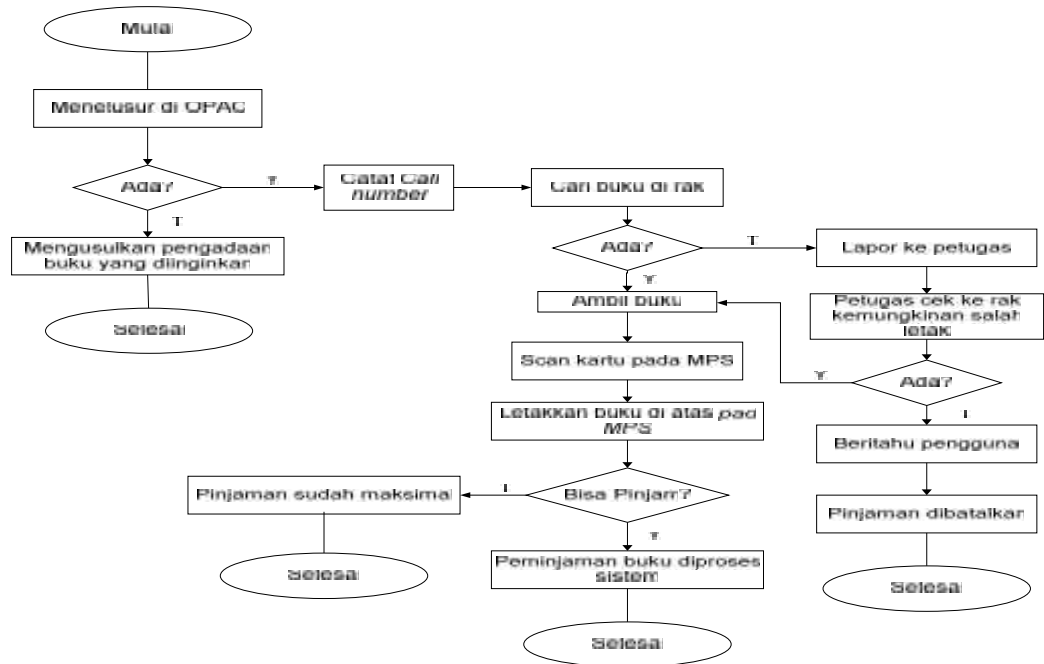 Mulai
Menelusur di OPAC
Ada?
Y
Catat Call
number
Cari buku di rak
T
Mengusulkan pengadaan
buku yang diinginkan
Selesai
Ada?
T
Lapor ke petugas
Y
Ambil buku
Petugas cek ke rak
kemungkinan salah
letak
Scan kartu pada MPS
Y
Ada?
Letakkan buku di atas pad
MPS
T
Beritahu pengguna
Pinjaman sudah maksimal
T
Bisa Pinjam?
Pinjaman dibatalkan
Y
Peminjaman buku diproses
sistem
Selesai
Selesai
Selesai